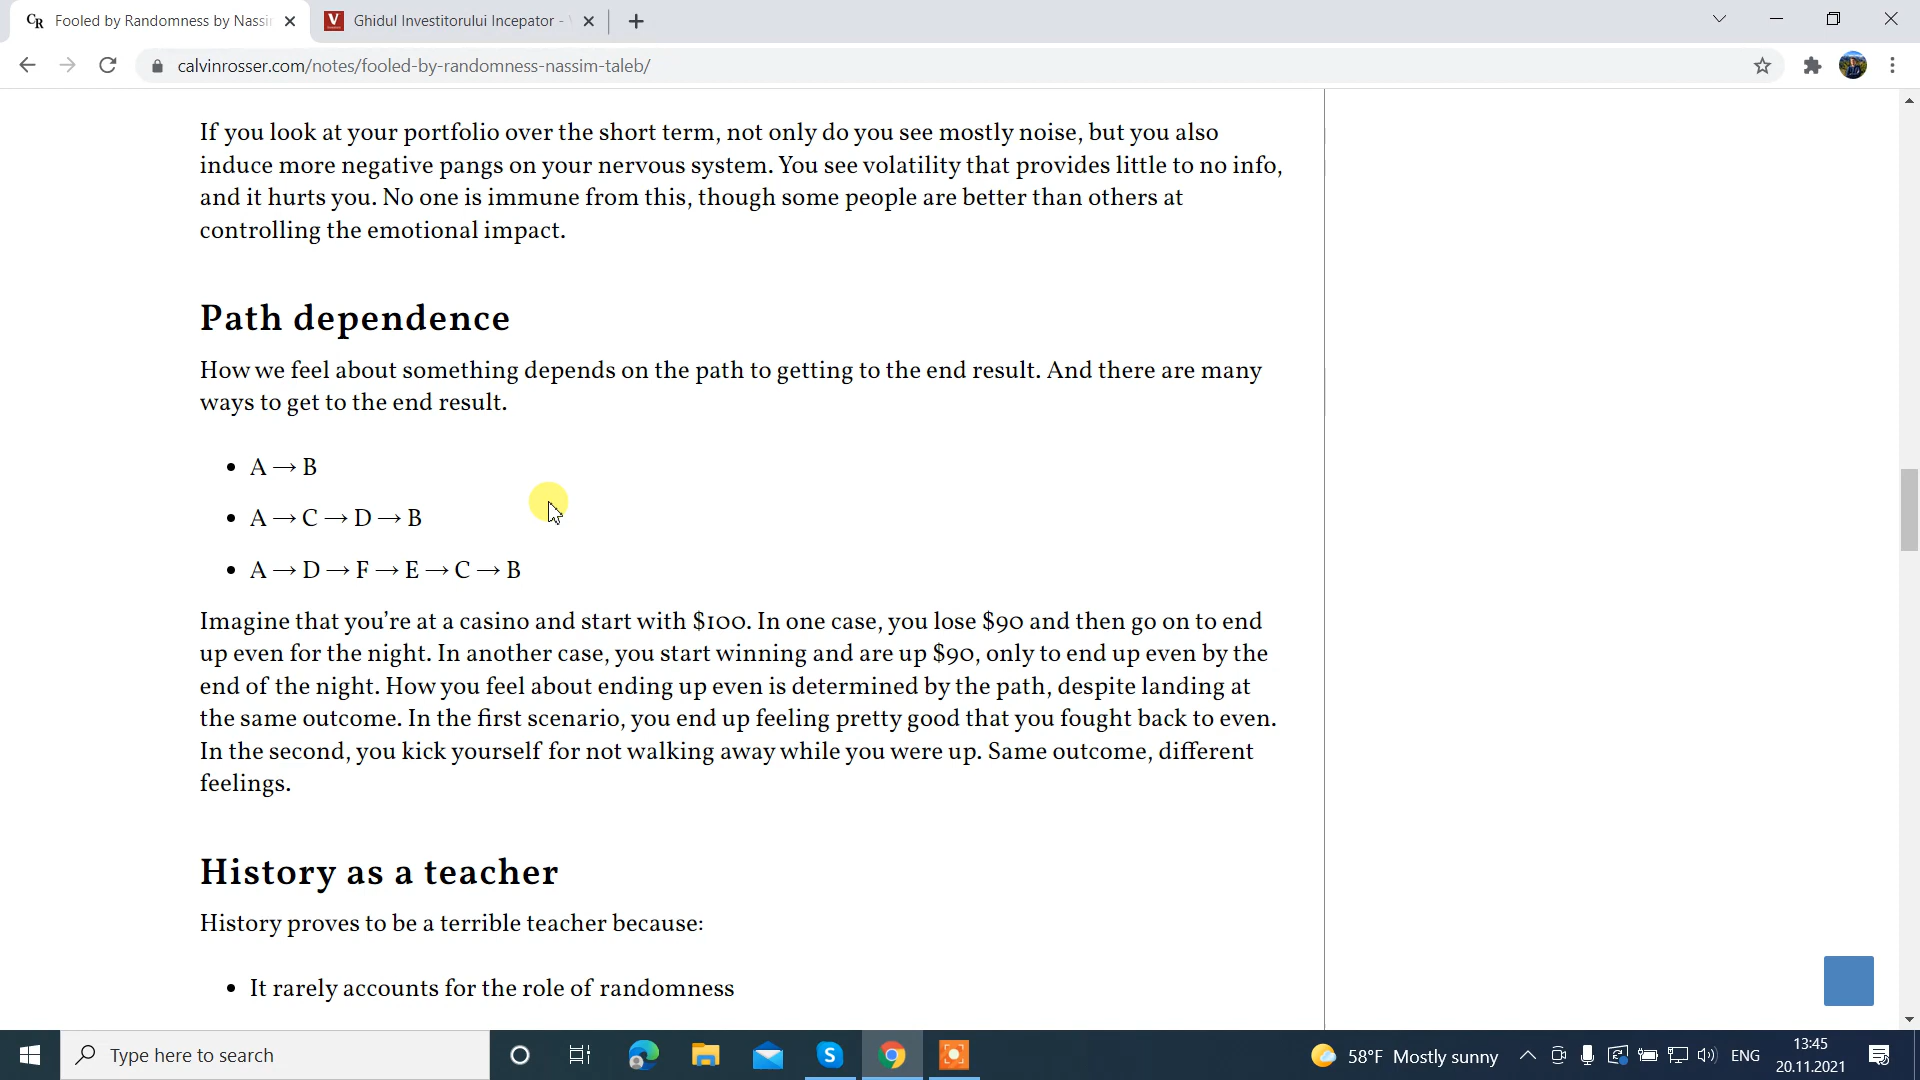 CR Fooled by Randomness by Nassi
Ghidul Investitorului Incepator -
calvinrosser.com/notes/fooled-by-randomness-nassim-taleb/
If you look at your portfolio over the short term, not only do you see mostly noise, but you also
induce more negative pangs on your nervous system. You see volatility that provides little to no info,
and it hurts you. No one is immune from this, though some people are better than others at
controlling the emotional impact.
Path dependence
How we feel about something depends on the path to getting to the end result. And there are many
ways to get to the end result.
• A → B
• A → C → D → B
• A → D → F → E → C → B
Imagine that you're at a casino and start with $100. In one case, you lose $90 and then go on to end
up even for the night. In another case, you start winning and are up $90, only to end up even by the
end of the night. How you feel about ending up even is determined by the path, despite landing at
the same outcome. In the first scenario, you end up feeling pretty good that you fought back to even.
In the second, you kick yourself for not walking away while you were up. Same outcome, different
feelings.
History as a teacher
History proves to be a terrible teacher because:
• It rarely accounts for the role of randomness
Type here to search
58°F Mostly sunny
ENG
13:45
20.11.2021